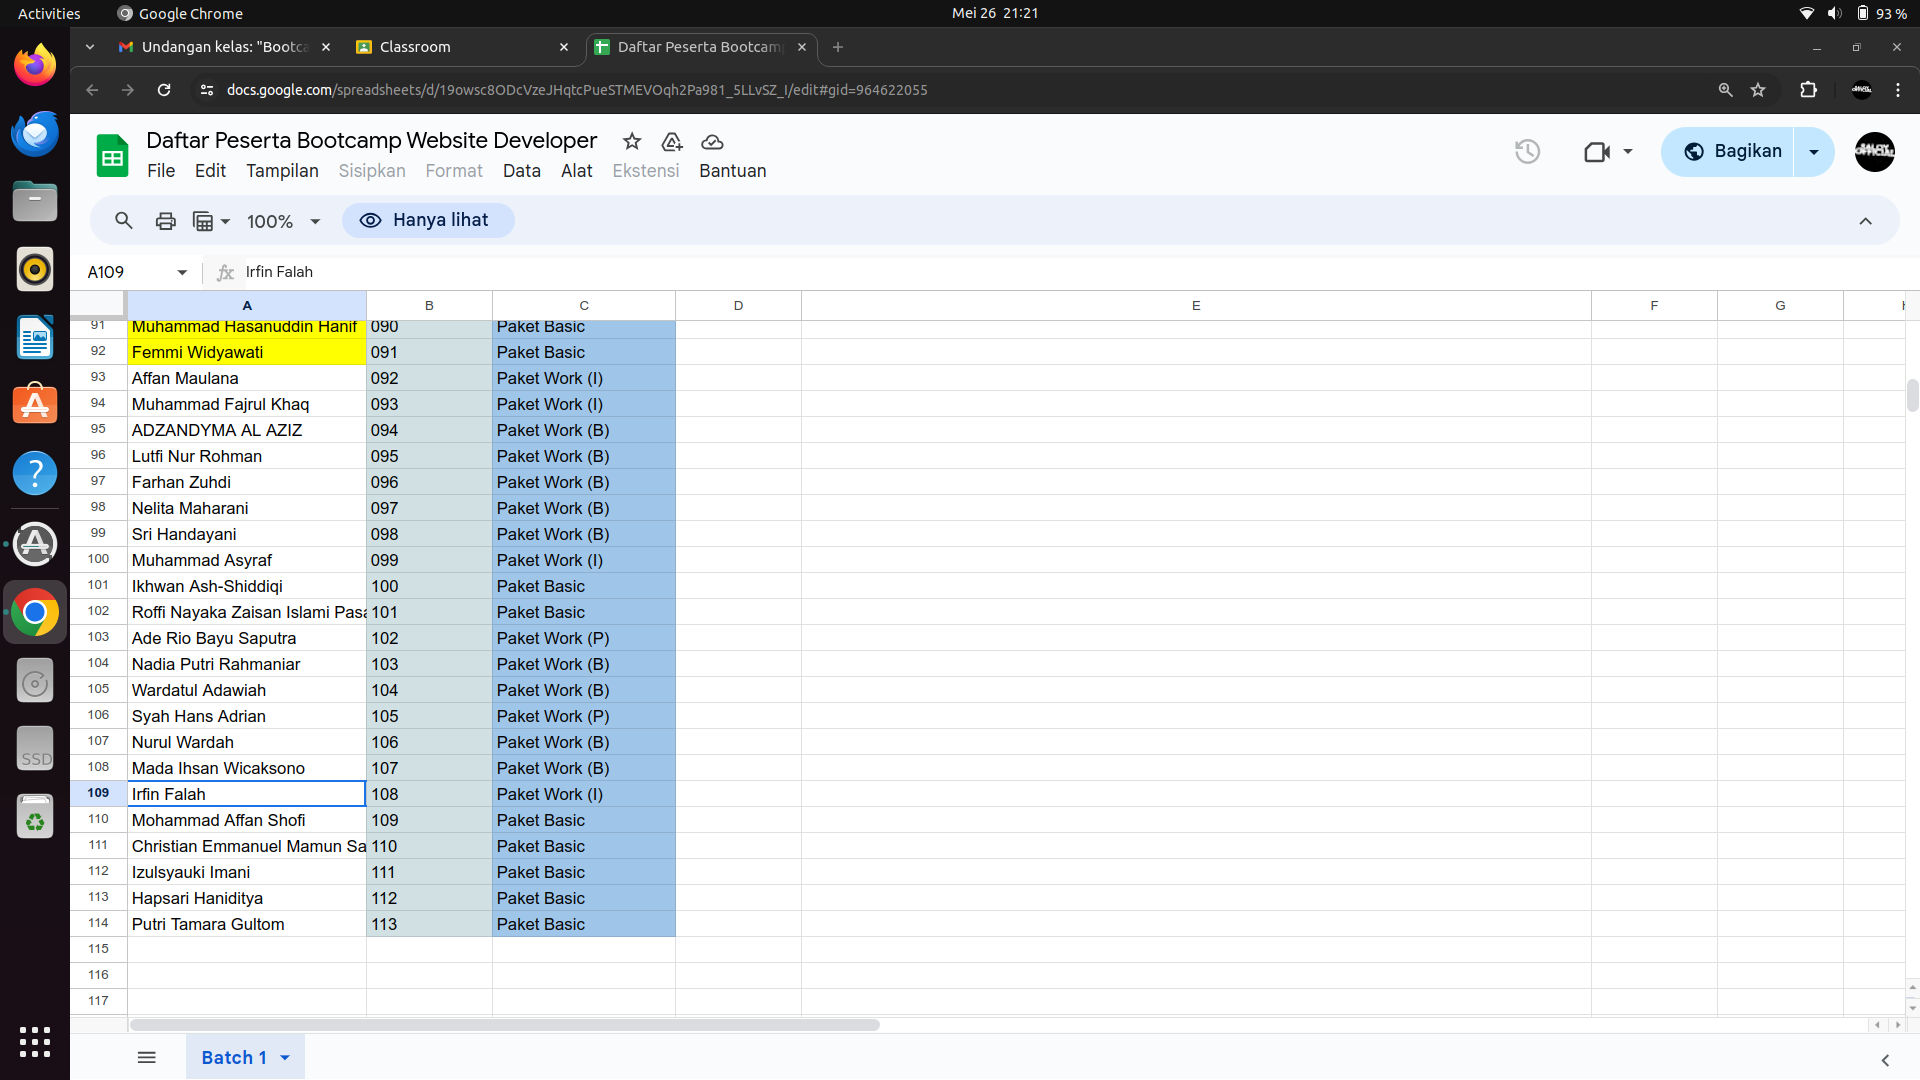 Activities
Google Chrome
Mei 26 21:21
93 %
Undangan kelas: "Bootca
Classroom
Daftar Peserta Bootcam
docs.google.com/spreadsheets/d/19owsc8ODcVzeJHqtcPueSTMEVOqh2Pa981_5LLvSZ_I/edit#gid=964622055
Daftar Peserta Bootcamp Website Developer
File Edit Tampilan Sisipkan Format Data Alat Ekstensi Bantuan
Bagikan
100%
Hanya lihat
A109
fx Irfin Falah
A B C D E F G
91 Muhammad Hasanuddin Hanif 090 Paket Basic
92 Femmi Widyawati 091 Paket Basic
93 Affan Maulana 092 Paket Work (I)
94 Muhammad Fajrul Khaq 093 Paket Work (I)
95 ADZANDYMA AL AZIZ 094 Paket Work (B)
96 Lutfi Nur Rohman 095 Paket Work (B)
97 Farhan Zuhdi 096 Paket Work (B)
98 Nelita Maharani 097 Paket Work (B)
99 Sri Handayani 098 Paket Work (B)
100 Muhammad Asyraf 099 Paket Work (I)
101 Ikhwan Ash-Shiddiqi 100 Paket Basic
102 Roffi Nayaka Zaisan Islami Pasa 101 Paket Basic
103 Ade Rio Bayu Saputra 102 Paket Work (P)
104 Nadia Putri Rahmaniar 103 Paket Work (B)
105 Wardatul Adawiah 104 Paket Work (B)
106 Syah Hans Adrian 105 Paket Work (P)
107 Nurul Wardah 106 Paket Work (B)
108 Mada Ihsan Wicaksono 107 Paket Work (B)
109 Irfin Falah 108 Paket Work (I)
110 Mohammad Affan Shofi 109 Paket Basic
111 Christian Emmanuel Mamun Sa 110 Paket Basic
112 Izulsyauki Imani 111 Paket Basic
113 Hapsari Haniditya 112 Paket Basic
114 Putri Tamara Gultom 113 Paket Basic
115
116
117
SSD
Batch 1